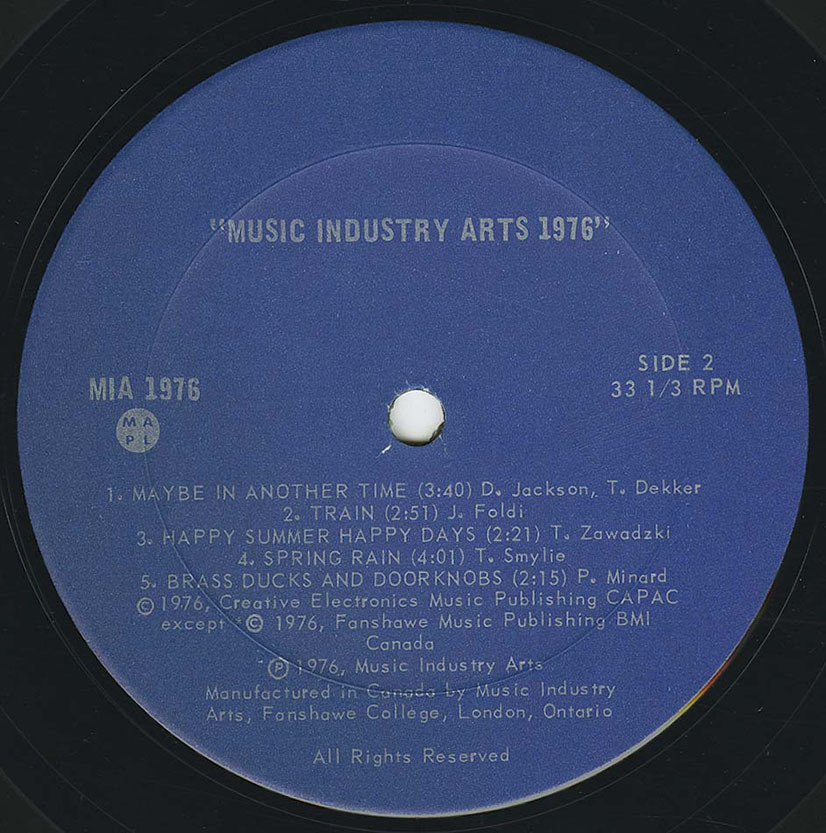 "MUSIC INDUSTRY ARTS 1976"
SIDE 2
MIA 1976
33 1/3 RPM
M A
P L
1. MAYBE IN ANOTHER TIME (3:40) D. Jackson, T. Dekker
2. TRAIN (2:51) J. Foldi
3. HAPPY SUMMER HAPPY DAYS (2:21) T. Zawadzki
4. SPRING RAIN (4:01) T. Smylie
5. BRASS DUCKS AND DOORKNOBS (2:15) P. Minard
© 1976, Creative Electronics Music Publishing CAPAC
except *© 1976, Fanshawe Music Publishing BMI
Canada
℗ 1976, Music Industry Arts
Manufactured in Canada by Music Industry
Arts, Fanshawe College, London, Ontario
All Rights Reserved